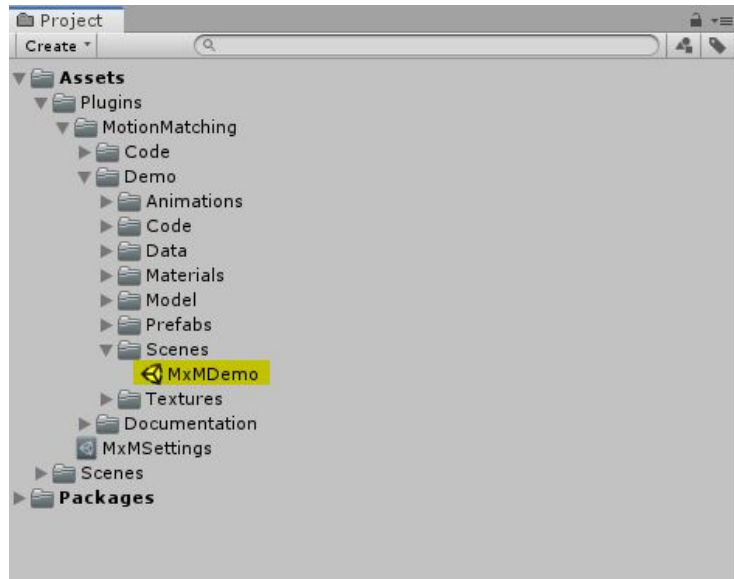 Project
Create
Assets
Plugins
MotionMatching
Code
Demo
Animations
Code
Data
Materials
Model
Prefabs
Scenes
MxMDemo
Textures
Documentation
MxMSettings
Scenes
Packages